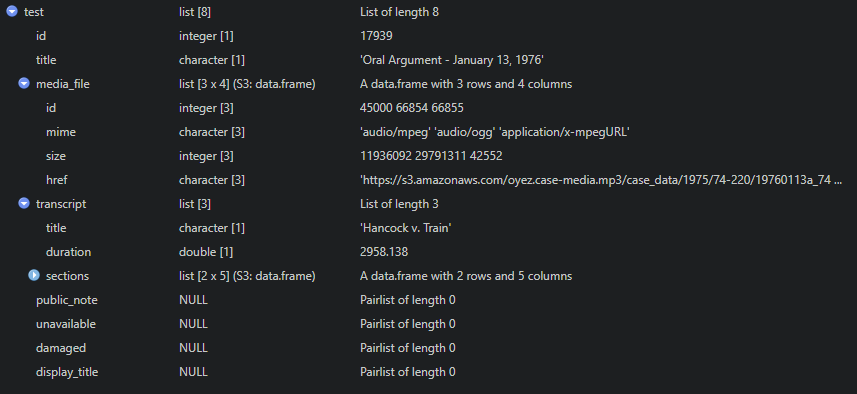 test list [8] List of length 8
id integer [1] 17939
title character [1] 'Oral Argument - January 13, 1976'
media_file list [3 x 4] (S3: data.frame) A data.frame with 3 rows and 4 columns
id integer [3] 45000 66854 66855
mime character [3] 'audio/mpeg' 'audio/ogg' 'application/x-mpegURL'
size integer [3] 11936092 29791311 42552
href character [3] 'https://s3.amazonaws.com/oyez.case-media.mp3/case_data/1975/74-220/19760113a_74 ...
transcript list [3] List of length 3
title character [1] 'Hancock v. Train'
duration double [1] 2958.138
sections list [2 x 5] (S3: data.frame) A data.frame with 2 rows and 5 columns
public_note NULL Pairlist of length 0
unavailable NULL Pairlist of length 0
damaged NULL Pairlist of length 0
display_title NULL Pairlist of length 0